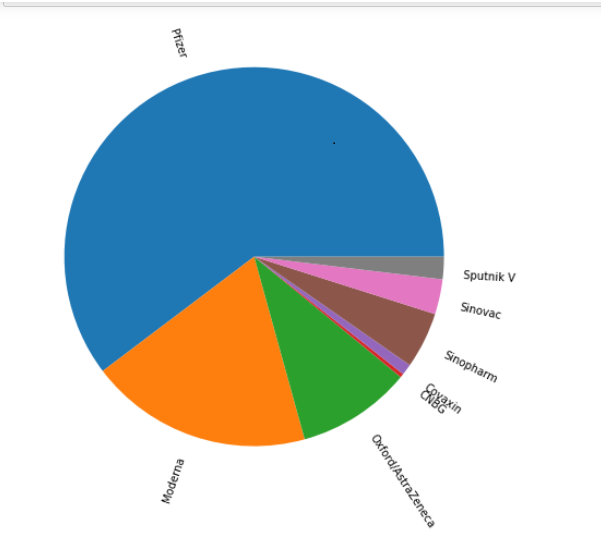 Pfizer
Sputnik V
Sinovac
Sinopharm
Covaxin
CNBG
Oxford/AstraZeneca
Moderna